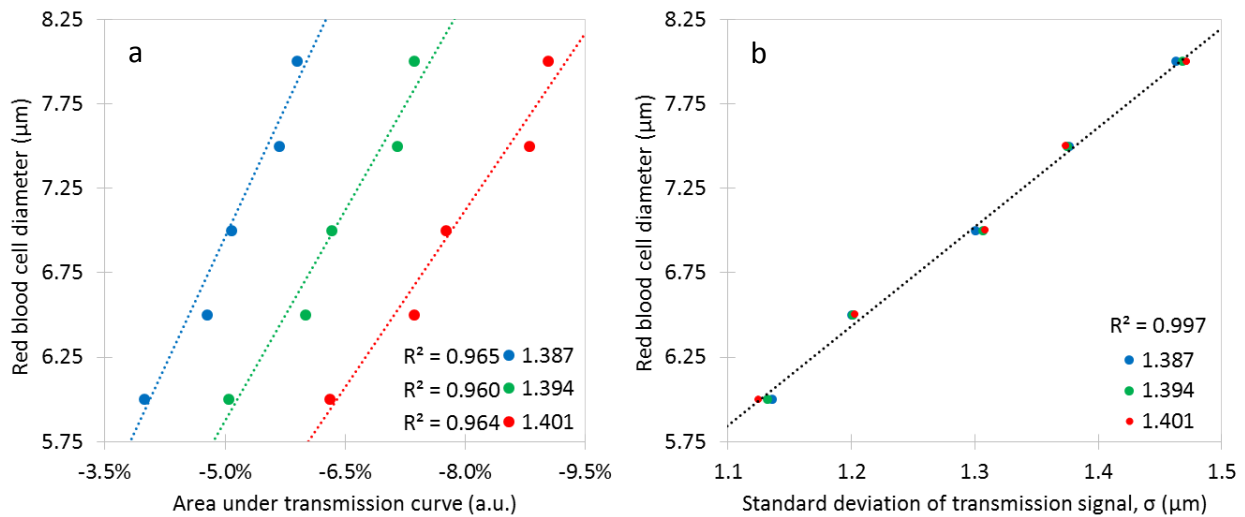 a
Red blood cell diameter (µm)
8.25
7.75
7.25
6.75
6.25
5.75
R² = 0.965 1.387
R² = 0.960 1.394
R² = 0.964 1.401
-3.5% -5.0% -6.5% -8.0% -9.5%
Area under transmission curve (a.u.)
b
Red blood cell diameter (µm)
8.25
7.75
7.25
6.75
6.25
5.75
R² = 0.997
1.387
1.394
1.401
1.1 1.2 1.3 1.4 1.5
Standard deviation of transmission signal, σ (µm)